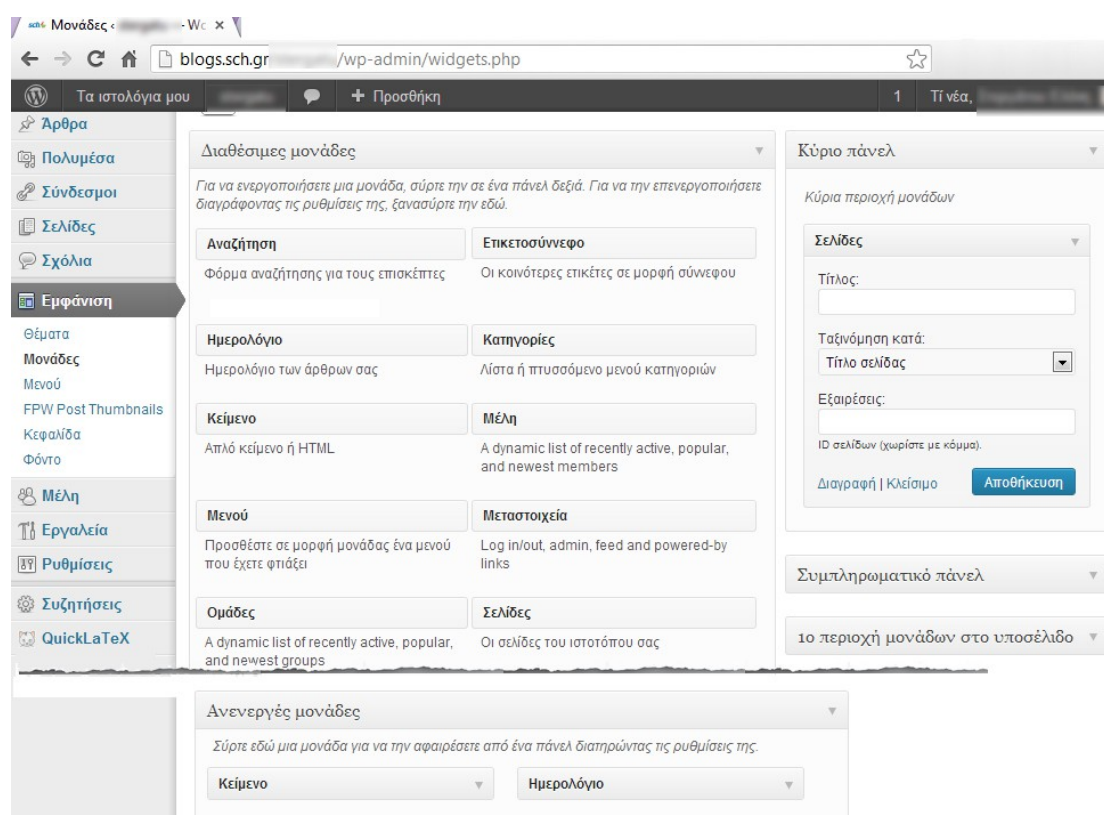 Μονάδες ‹
- Wc
blogs.sch.gr
/wp-admin/widgets.php
Τα ιστολόγια μου
+ Προσθήκη
1
Τί νέα,
Άρθρα
Πολυμέσα
Σύνδεσμοι
Σελίδες
Σχόλια
Εμφάνιση
Θέματα
Μονάδες
Μενού
FPW Post Thumbnails
Κεφαλίδα
Φόντο
Μέλη
Εργαλεία
Ρυθμίσεις
Συζητήσεις
QuickLaTeX
Διαθέσιμες μονάδες
Για να ενεργοποιήσετε μια μονάδα, σύρτε την σε ένα πάνελ δεξιά. Για να την επενεργοποιήσετε
διαγράφοντας τις ρυθμίσεις της, ξανασύρτε την εδώ.
Αναζήτηση
Φόρμα αναζήτησης για τους επισκέπτες
Ετικετοσύννεφο
Οι κοινότερες ετικέτες σε μορφή σύννεφου
Ημερολόγιο
Ημερολόγιο των άρθρων σας
Κατηγορίες
Λίστα ή πτυσσόμενο μενού κατηγοριών
Κείμενο
Απλό κείμενο ή HTML
Μέλη
A dynamic list of recently active, popular,
and newest members
Μενού
Προσθέστε σε μορφή μονάδας ένα μενού
που έχετε φτιάξει
Μεταστοιχεία
Log in/out, admin, feed and powered-by
links
Ομάδες
A dynamic list of recently active, popular,
and newest groups
Σελίδες
Οι σελίδες του ιστοτόπου σας
Κύριο πάνελ
Κύρια περιοχή μονάδων
Σελίδες
Τίτλος:
Ταξινόμηση κατά:
Τίτλο σελίδας
Εξαιρέσεις:
ID σελίδων (χωρίστε με κόμμα).
Διαγραφή | Κλείσιμο
Αποθήκευση
Συμπληρωματικό πάνελ
1ο περιοχή μονάδων στο υποσέλιδο
Ανενεργές μονάδες
Σύρτε εδώ μια μονάδα για να την αφαιρέσετε από ένα πάνελ διατηρώντας τις ρυθμίσεις της.
Κείμενο
Ημερολόγιο